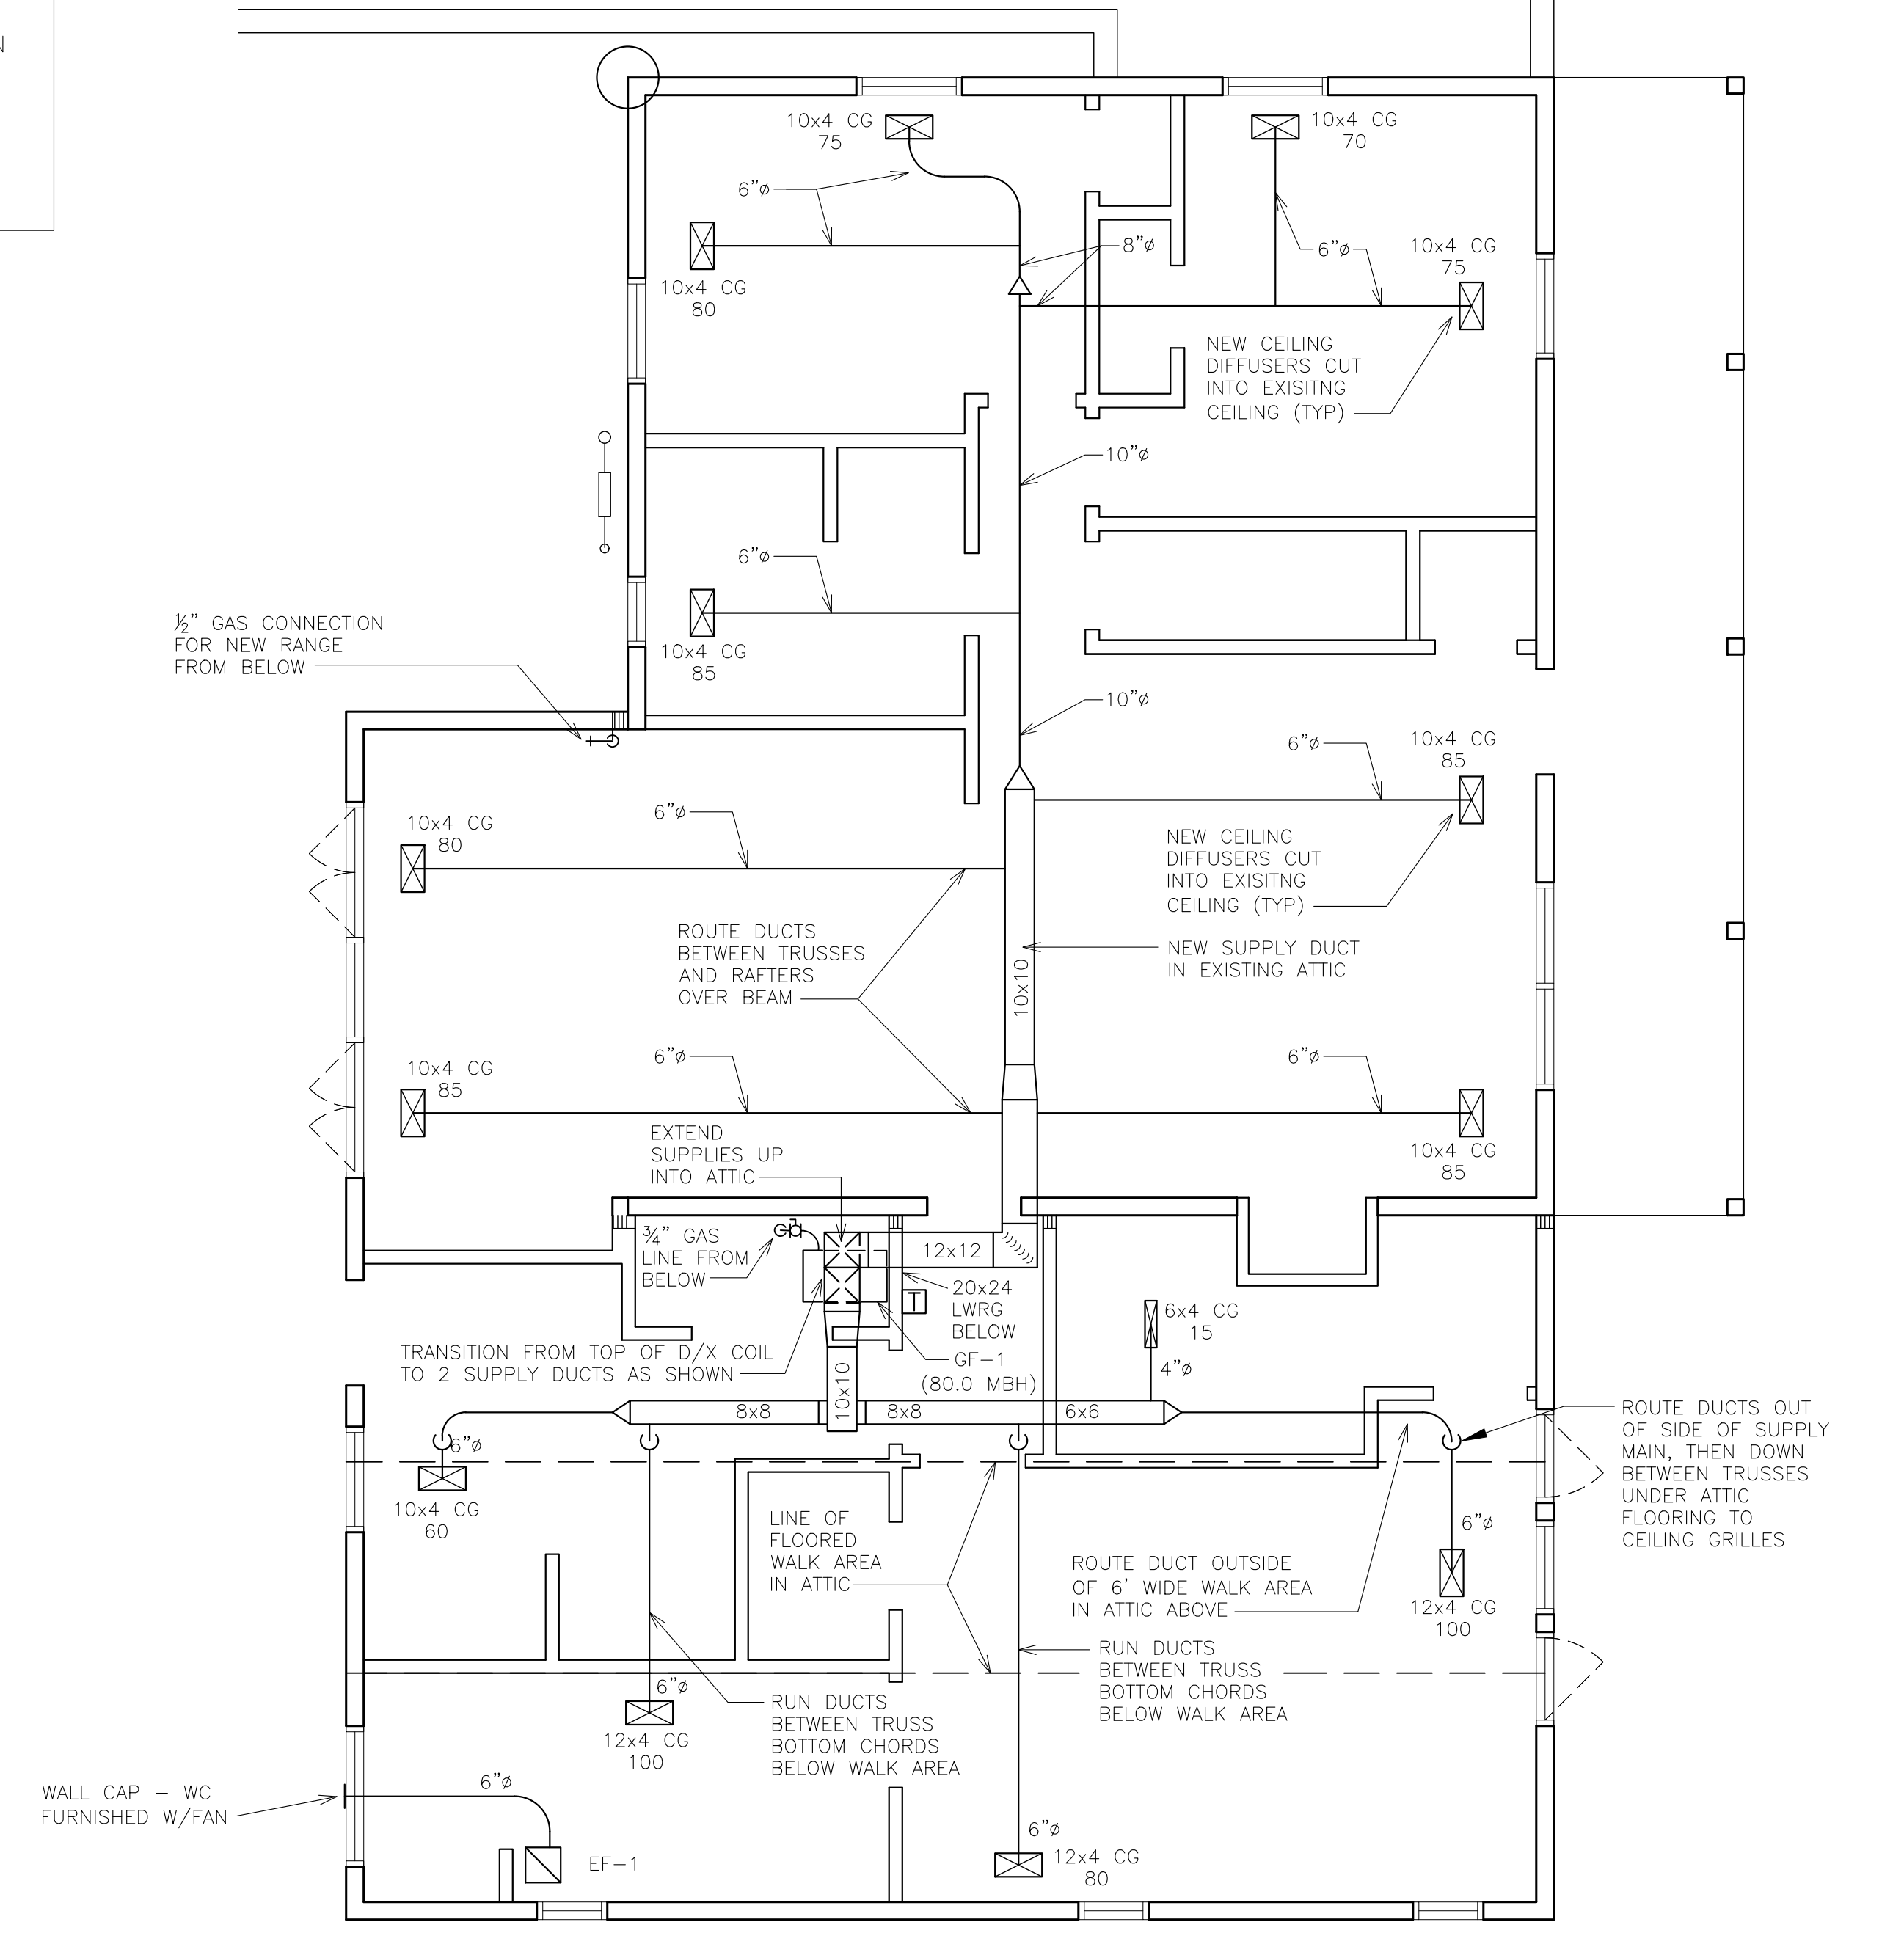 N
10x4 CG
75
10x4 CG
70
6"ø
8"ø
6"ø
10x4 CG
75
10x4 CG
80
NEW CEILING
DIFFUSERS CUT
INTO EXISITNG
CEILING (TYP)
10"ø
6"ø
10x4 CG
85
½" GAS CONNECTION
FOR NEW RANGE
FROM BELOW
10"ø
6"ø
10x4 CG
85
6"ø
10x4 CG
80
NEW CEILING
DIFFUSERS CUT
INTO EXISITNG
CEILING (TYP)
ROUTE DUCTS
BETWEEN TRUSSES
AND RAFTERS
OVER BEAM
NEW SUPPLY DUCT
IN EXISTING ATTIC
10x10
6"ø
6"ø
10x4 CG
85
10x4 CG
85
EXTEND
SUPPLIES UP
INTO ATTIC
¾" GAS
LINE FROM
BELOW
12x12
20x24
LWRG
BELOW
T
6x4 CG
15
TRANSITION FROM TOP OF D/X COIL
TO 2 SUPPLY DUCTS AS SHOWN
GF-1
(80.0 MBH)
4"ø
10x10
8x8
8x8
6x6
6"ø
10x4 CG
60
ROUTE DUCTS OUT
OF SIDE OF SUPPLY
MAIN, THEN DOWN
BETWEEN TRUSSES
UNDER ATTIC
FLOORING TO
CEILING GRILLES
LINE OF
FLOORED
WALK AREA
IN ATTIC
6"ø
ROUTE DUCT OUTSIDE
OF 6' WIDE WALK AREA
IN ATTIC ABOVE
12x4 CG
100
RUN DUCTS
BETWEEN TRUSS
BOTTOM CHORDS
BELOW WALK AREA
6"ø
12x4 CG
100
RUN DUCTS
BETWEEN TRUSS
BOTTOM CHORDS
BELOW WALK AREA
WALL CAP - WC
FURNISHED W/FAN
6"ø
EF-1
6"ø
12x4 CG
80